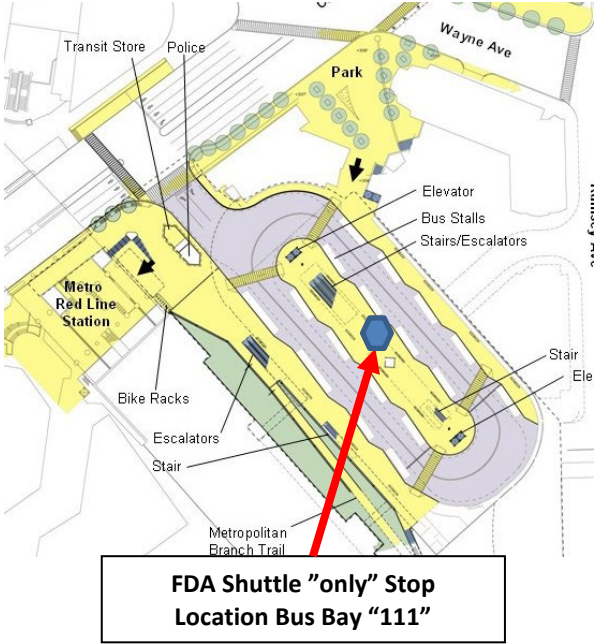 Transit Store
Police
Wayne Ave
Park
Elevator
Bus Stalls
Stairs/Escalators
Metro
Red Line
Station
Bike Racks
Escalators
Stair
Stair
Ele
Metropolitan
Branch Trail
FDA Shuttle ”only” Stop
Location Bus Bay “111”